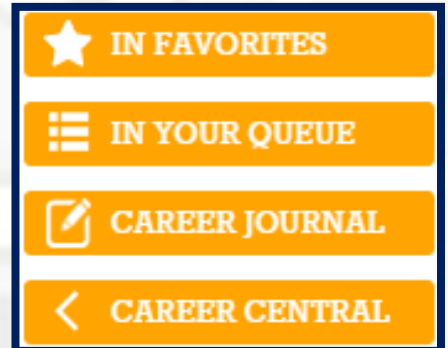 IN FAVORITES
IN YOUR QUEUE
CAREER JOURNAL
CAREER CENTRAL